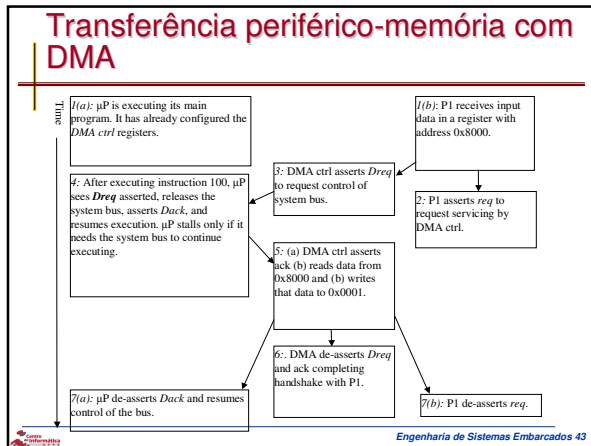 Transferência periférico-memória com
DMA
Time
1(a): μP is executing its main
program. It has already configured the
DMA ctrl registers.
1(b): P1 receives input
data in a register with
address 0x8000.
2: P1 asserts req to
request servicing by
DMA ctrl.
3: DMA ctrl asserts Dreq
to request control of
system bus.
4: After executing instruction 100, μP
sees Dreq asserted, releases the
system bus, asserts Dack, and
resumes execution. μP stalls only if it
needs the system bus to continue
executing.
5: (a) DMA ctrl asserts
ack (b) reads data from
0x8000 and (b) writes
that data to 0x0001.
6:. DMA de-asserts Dreq
and ack completing
handshake with P1.
7(a): μP de-asserts Dack and resumes
control of the bus.
7(b): P1 de-asserts req.
Centro
de Informática
Engenharia de Sistemas Embarcados 43